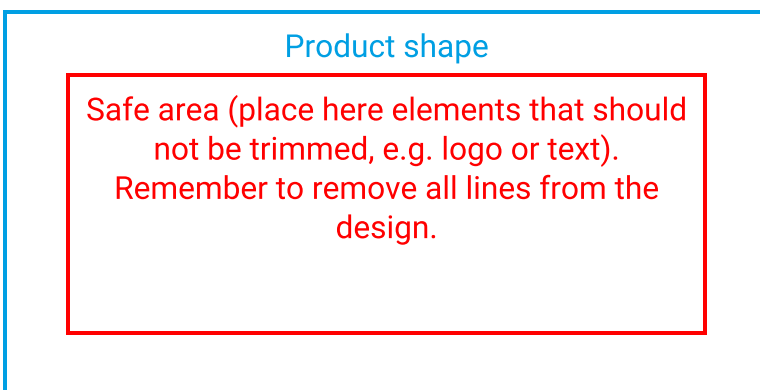 Product shape
Safe area (place here elements that should
not be trimmed, e.g. logo or text).
Remember to remove all lines from the
design.